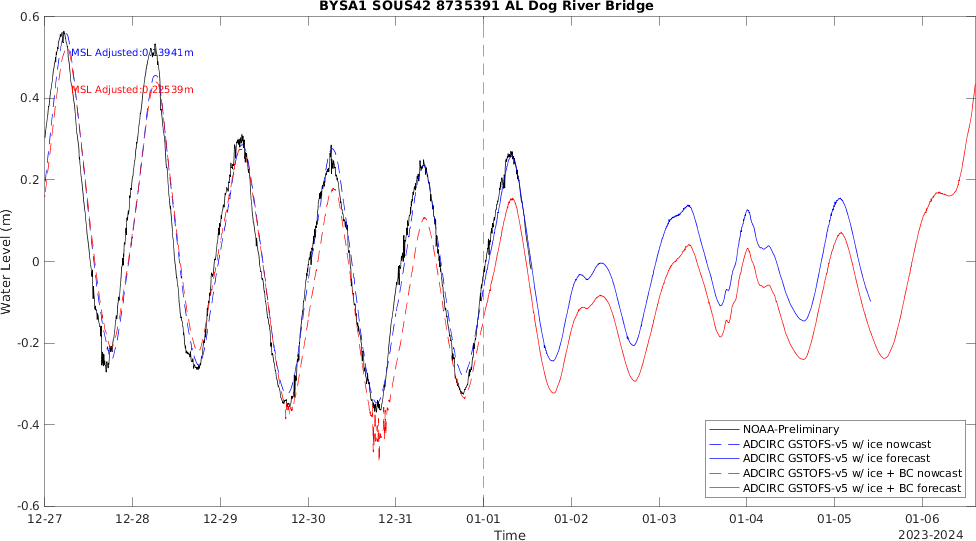 BYSA1 SOUS42 8735391 AL Dog River Bridge
0.6
0.4
0.2
0
-0.2
-0.4
-0.6
Water Level (m)
MSL Adjusted:0.13941m
MSL Adjusted:0.22539m
NOAA-Preliminary
ADCIRC GSTOFS-v5 w/ ice nowcast
ADCIRC GSTOFS-v5 w/ ice forecast
ADCIRC GSTOFS-v5 w/ ice + BC nowcast
ADCIRC GSTOFS-v5 w/ ice + BC forecast
12-27 12-28 12-29 12-30 12-31 01-01 01-02 01-03 01-04 01-05 01-06
Time
2023-2024